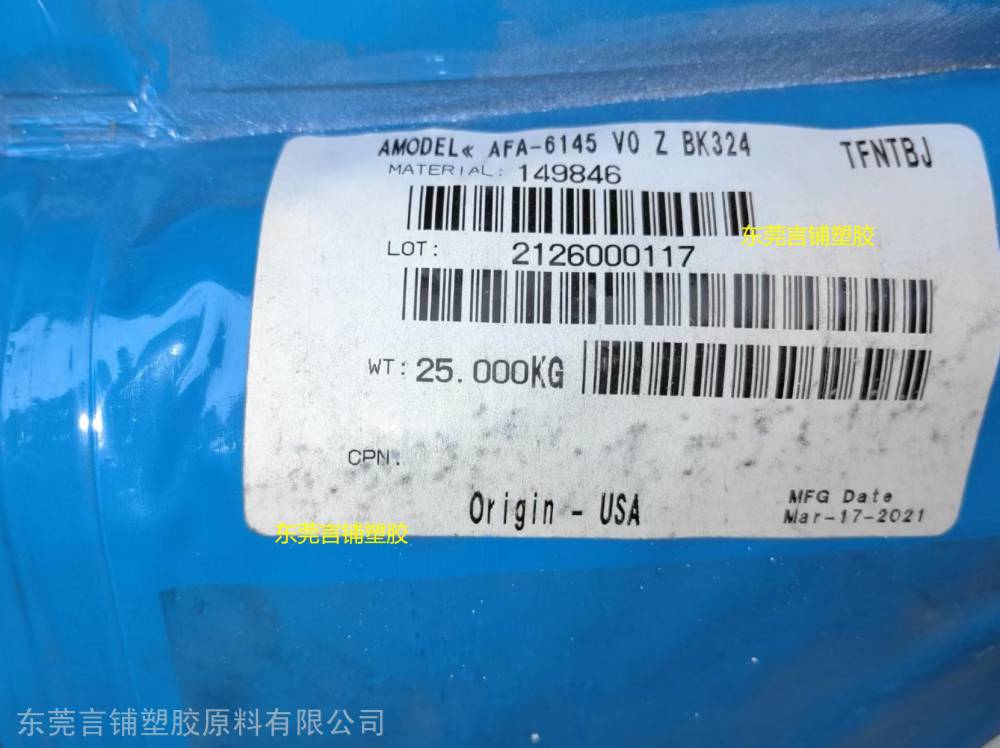 AMODEL« AFA-6145 V0 Z BK324
TFNTBJ
MATERIAL: 149846
东莞言铺塑胶
LOT: 2126000117
WT: 25.000KG
CPN.
Origin - USA
MFG Date
Mar-17-2021
东莞言铺塑胶
东莞言铺塑胶原料有限公司